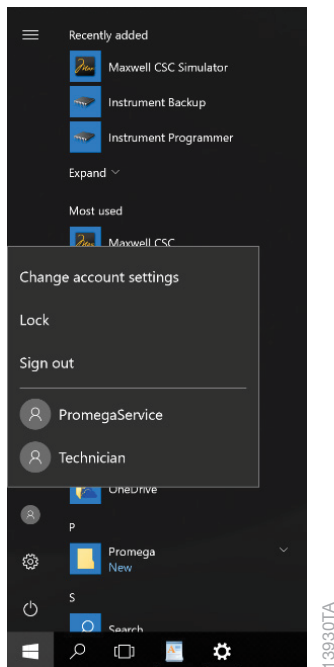 Recently added
Maxwell CSC Simulator
Instrument Backup
Instrument Programmer
Expand
Most used
Maxwell CSC
Change account settings
Lock
Sign out
PromegaService
Technician
OneDrive
P
Promega
New
S
Search
13930TA